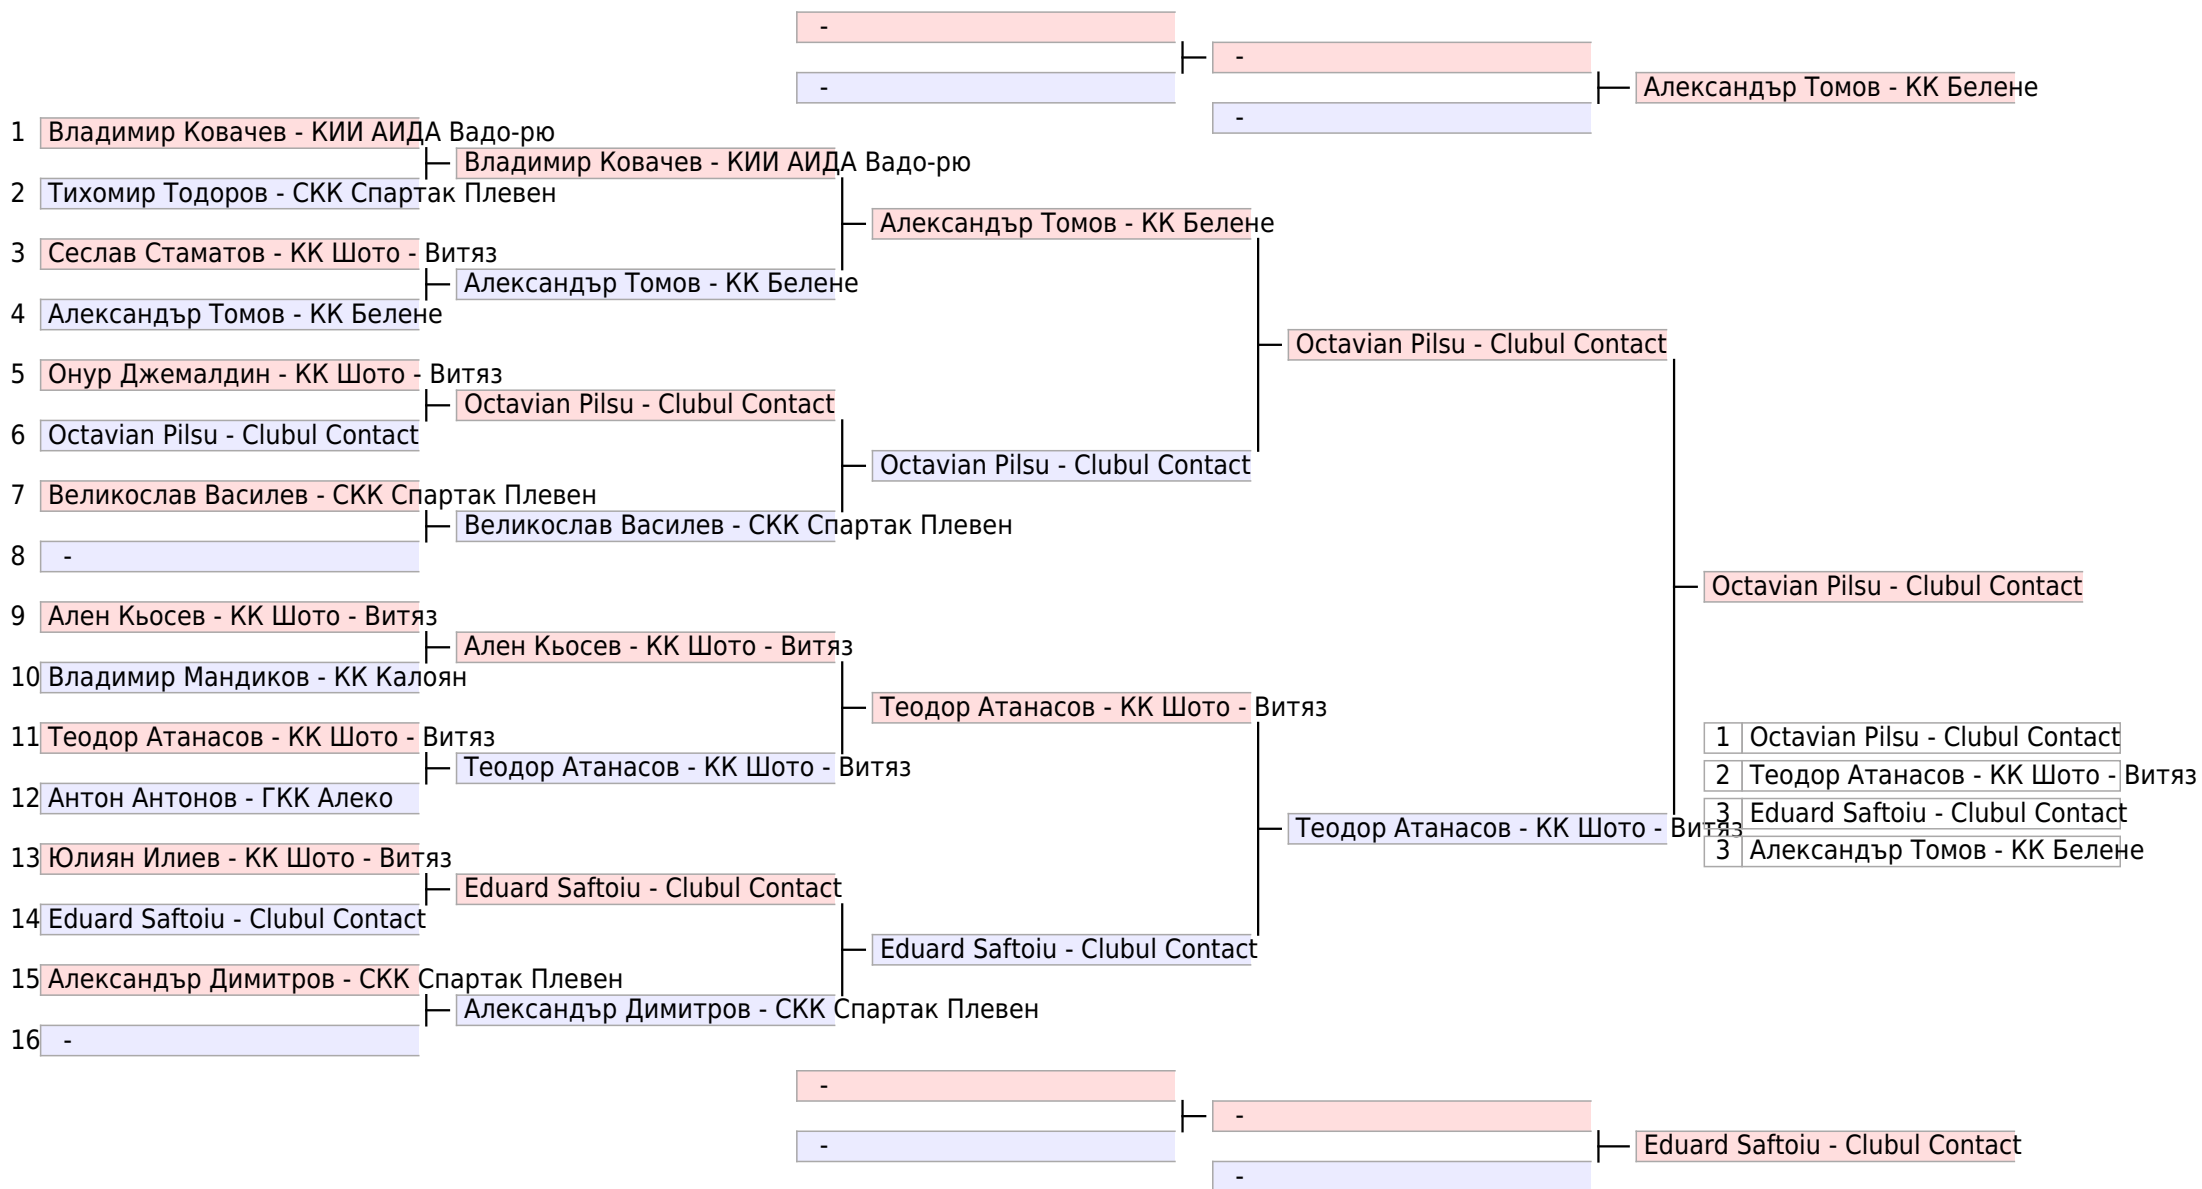 -
-
-
-
Александър Томов - КК Белене
1 Владимир Ковачев - КИИ АИДА Вадо-рю
Владимир Ковачев - КИИ АИДА Вадо-рю
2 Тихомир Тодоров - СКК Спартак Плевен
Александър Томов - КК Белене
3 Сеслав Стаматов - КК Шото - Витяз
Александър Томов - КК Белене
4 Александър Томов - КК Белене
Octavian Pilsu - Clubul Contact
5 Онур Джемалдин - КК Шото - Витяз
Octavian Pilsu - Clubul Contact
6 Octavian Pilsu - Clubul Contact
Octavian Pilsu - Clubul Contact
7 Великослав Василев - СКК Спартак Плевен
Великослав Василев - СКК Спартак Плевен
8 -
Octavian Pilsu - Clubul Contact
9 Ален Кьосев - КК Шото - Витяз
Ален Кьосев - КК Шото - Витяз
10 Владимир Мандиков - КК Калоян
Теодор Атанасов - КК Шото - Витяз
11 Теодор Атанасов - КК Шото - Витяз
1 Octavian Pilsu - Clubul Contact
Теодор Атанасов - КК Шото - Витяз
2 Теодор Атанасов - КК Шото - Витяз
12 Антон Антонов - ГКК Алеко
3 Eduard Saftoiu - Clubul Contact
Теодор Атанасов - КК Шото - Витяз
3 Александър Томов - КК Белене
13 Юлиян Илиев - КК Шото - Витяз
Eduard Saftoiu - Clubul Contact
14 Eduard Saftoiu - Clubul Contact
Eduard Saftoiu - Clubul Contact
15 Александър Димитров - СКК Спартак Плевен
Александър Димитров - СКК Спартак Плевен
16 -
-
-
-
Eduard Saftoiu - Clubul Contact
-